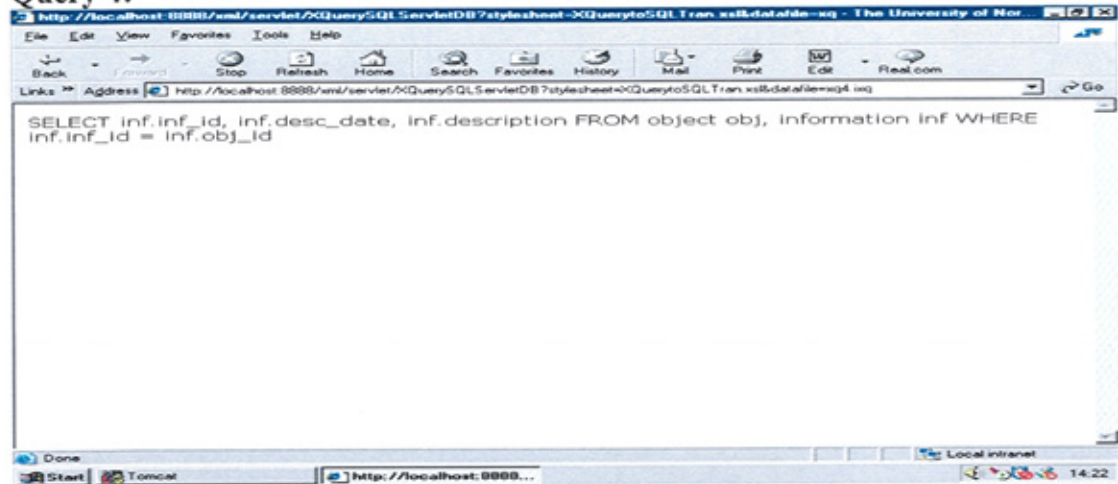 Query 4:
http://localhost:8888/xml/servlet/XQuerySQLServletDB?stylesheet=XQuerytoSQLTran.xsl&datafile=xq - The University of Nor...
File Edit View Favorites Tools Help
Back Forward Stop Refresh Home Search Favorites History Mail Print Edit Real.com
Links » Address http://localhost:8888/xml/servlet/XQuerySQLServletDB?stylesheet=XQuerytoSQLTran.xsl&datafile=xq4.ixq Go
SELECT inf.inf_id, inf.desc_date, inf.description FROM object obj, information inf WHERE
inf.inf_id = inf.obj_id
Done Local intranet
Start Tomcat http://localhost:8888... 14:22